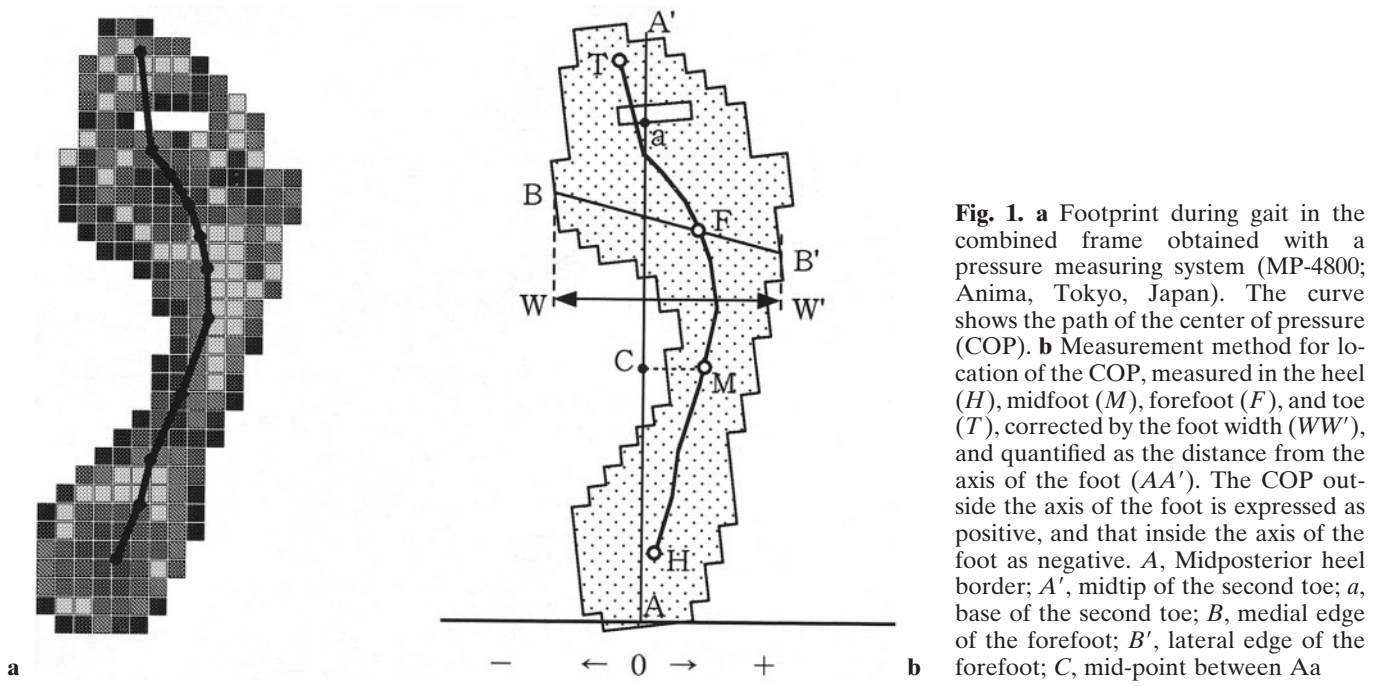 A'
T
a
B
F
B'
W
W'
C
M
H
A
− ← 0 → +
a
b
Fig. 1. a Footprint during gait in the
combined frame obtained with a
pressure measuring system (MP-4800;
Anima, Tokyo, Japan). The curve
shows the path of the center of pressure
(COP). b Measurement method for lo-
cation of the COP, measured in the heel
(H), midfoot (M), forefoot (F), and toe
(T), corrected by the foot width (WW'),
and quantified as the distance from the
axis of the foot (AA'). The COP out-
side the axis of the foot is expressed as
positive, and that inside the axis of the
foot as negative. A, Midposterior heel
border; A', midtip of the second toe; a,
base of the second toe; B, medial edge
of the forefoot; B', lateral edge of the
forefoot; C, mid-point between Aa